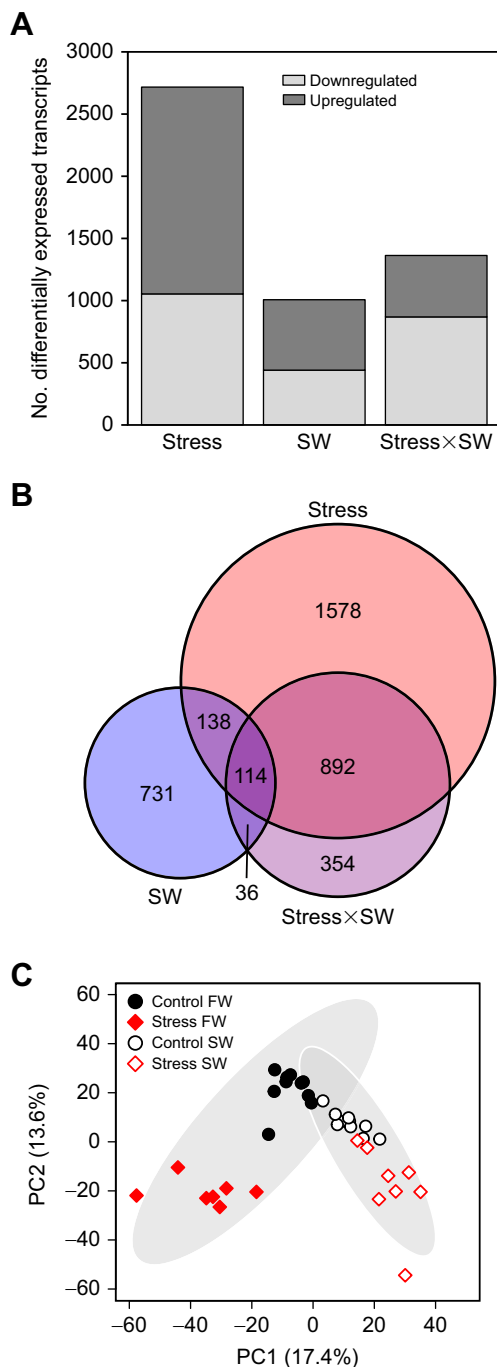 A
3000
2500
2000
1500
1000
500
0
No. differentially expressed transcripts
Downregulated
Upregulated
Stress
SW
Stress×SW
B
Stress
1578
138
114
892
731
354
SW
36
Stress×SW
C
60
40
20
0
–20
–40
–60
PC2 (13.6%)
Control FW
Stress FW
Control SW
Stress SW
–60
–40
–20
0
20
40
PC1 (17.4%)